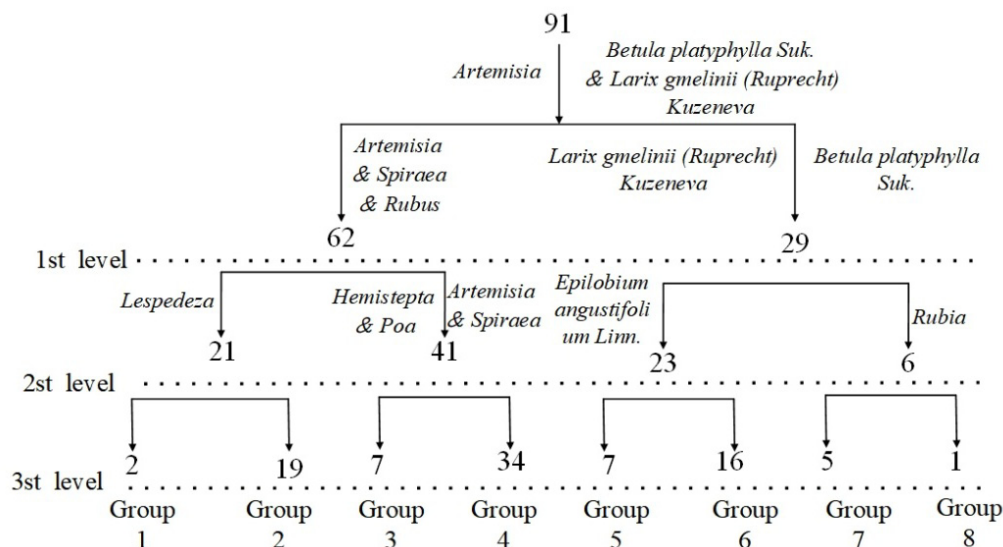 91
Artemisia
Betula platyphylla Suk.
& Larix gmelinii (Ruprecht)
Kuzeneva
Artemisia
& Spiraea
& Rubus
Larix gmelinii (Ruprecht)
Kuzeneva
Betula platyphylla
Suk.
62
29
1st level
Lespedeza
Hemistepta
& Poa
Artemisia
& Spiraea
Epilobium
angustifoli
um Linn.
Rubia
21
41
23
6
2st level
2
19
7
34
7
16
5
1
3st level
Group
1
Group
2
Group
3
Group
4
Group
5
Group
6
Group
7
Group
8